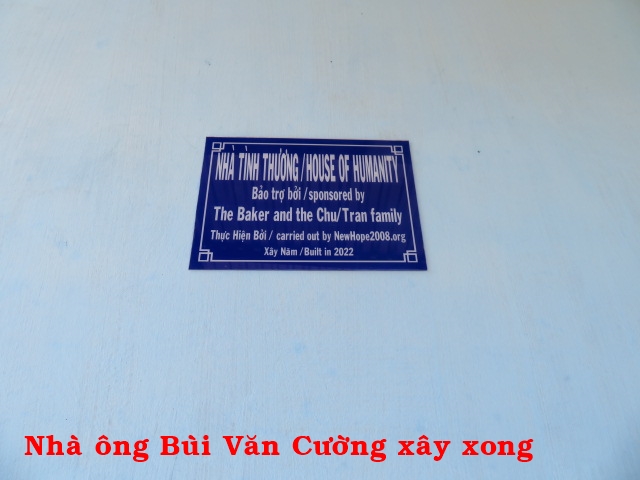 NHÀ TÌNH THƯƠNG / HOUSE OF HUMANITY
Bảo trợ bởi / sponsored by
The Baker and the Chu/Tran family
Thực Hiện Bởi / carried out by NewHope2008.org
Xây Năm / Built in 2022
Nhà ông Bùi Văn Cường xây xong